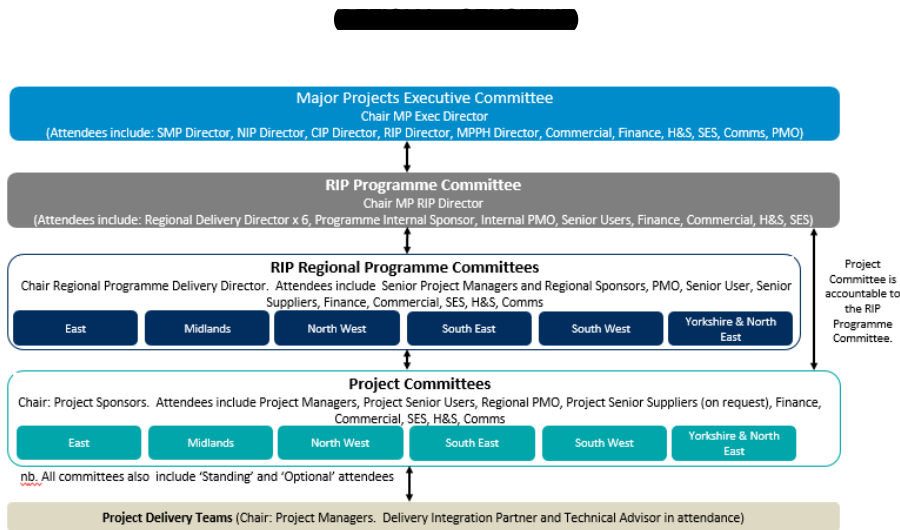 Major Projects Executive Committee
Chair MP Exec Director
(Attendees include: SMP Director, NIP Director, CIP Director, RIP Director, MPPH Director, Commercial, Finance, H&S, SES, Comms, PMO)
RIP Programme Committee
Chair MP RIP Director
(Attendees include: Regional Delivery Director x 6, Programme Internal Sponsor, Internal PMO, Senior Users, Finance, Commercial, H&S, SES)
RIP Regional Programme Committees
Chair Regional Programme Delivery Director. Attendees include Senior Project Managers and Regional Sponsors, PMO, Senior User, Senior
Suppliers, Finance, Commercial, SES, H&S, Comms
East
Midlands
North West
South East
South West
Yorkshire & North
East
Project
Committee is
accountable to
the RIP
Programme
Committee.
Project Committees
Chair: Project Sponsors. Attendees include Project Managers, Project Senior Users, Regional PMO, Project Senior Suppliers (on request), Finance,
Commercial, SES, H&S, Comms
East
Midlands
North West
South East
South West
Yorkshire & North
East
nb. All committees also include ‘Standing’ and ‘Optional’ attendees
Project Delivery Teams (Chair: Project Managers. Delivery Integration Partner and Technical Advisor in attendance)